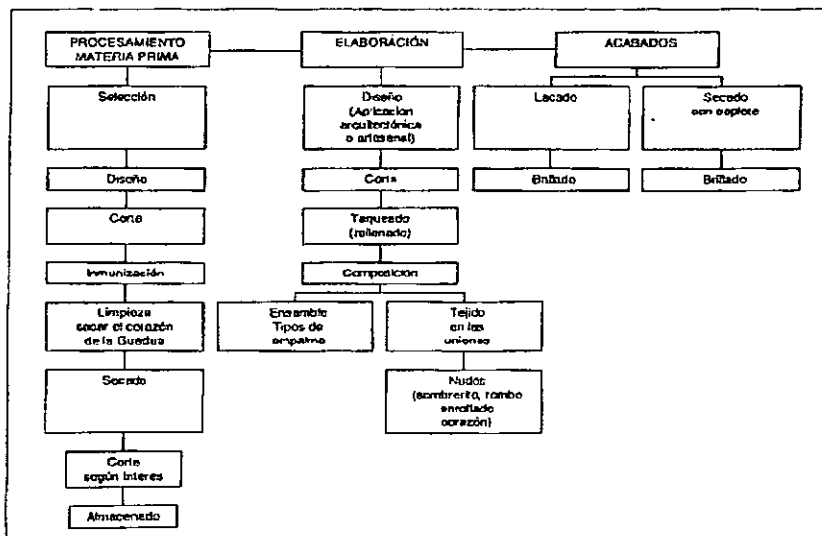 PROCESAMIENTO
MATERIA PRIMA
Selección
Diseño
Corte
Inmunización
Limpieza
sacar el corazón
de la Guadua
Secado
Corte
según Interes
Almacenado
ELABORACIÓN
Diseño
(Aplicacion
arquitectónica
o artesanal)
Corte
Taqueado
(rellenado)
Composición
Ensamble
Tipos de
empalme
Tejido
en las
uniones
Nudos
(sombrerito, rombo
enrollado
corazón)
ACABADOS
Lacado
Brillado
Secado
con soplete
Brillado